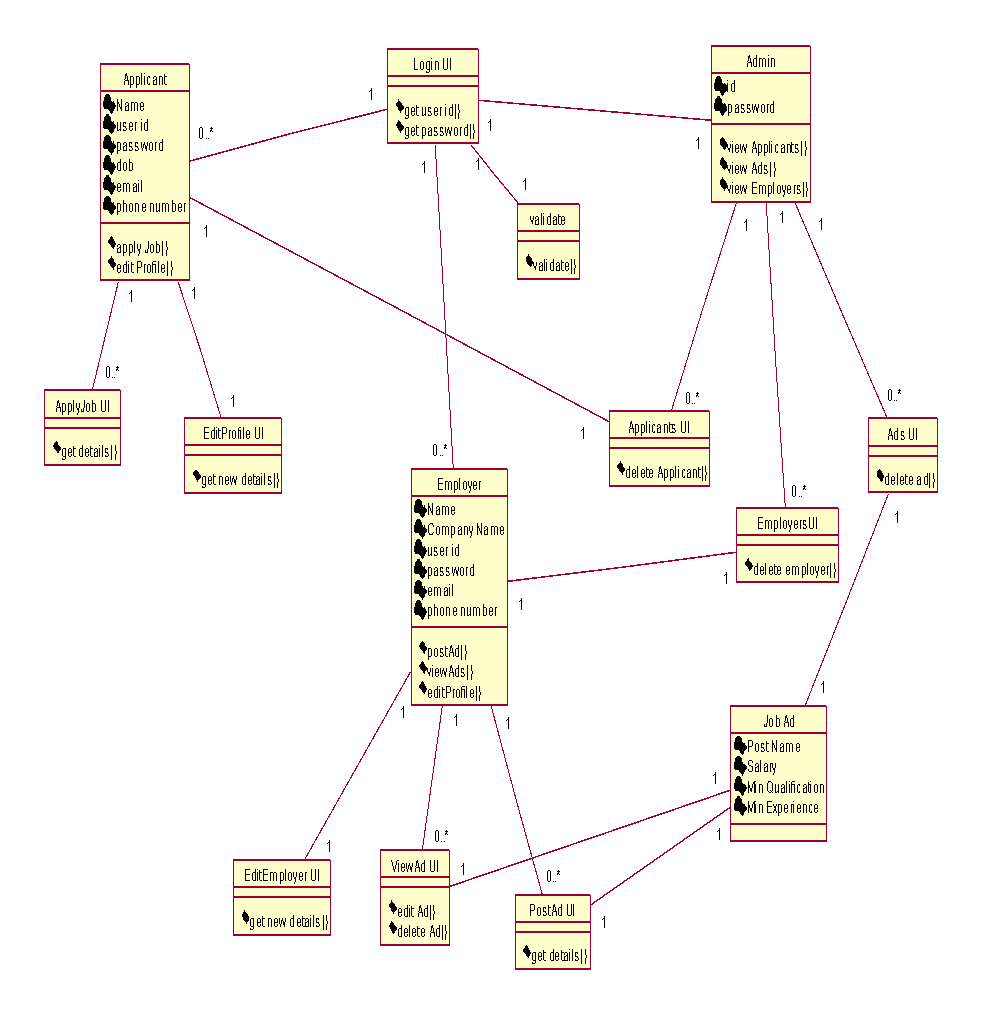 Applicant
Name
user id
password
dob
email
phone number
apply Job|}
edit Profile|}
Login UI
get user id|}
get password|}
Admin
id
password
view Applicants|}
view Ads|}
view Employers|}
validate
validate|}
1
0..*
1
1
1
1
1
1
1
1
1
1
1
0..*
1
ApplyJob UI
get details|}
EditProfile UI
get new details|}
0..*
1
Applicants UI
delete Applicant|}
0..*
Ads UI
delete ad|}
1
0..*
Employer
Name
Company Name
user id
password
email
phone number
postAd|}
viewAds|}
editProfile|}
0..*
EmployersUI
delete employer|}
1
1
1
Job Ad
Post Name
Salary
Min Qualification
Min Experience
1
1
1
1
1
1
EditEmployer UI
get new details|}
0..*
ViewAd UI
edit Ad|}
delete Ad|}
1
0..*
PostAd UI
get details|}
1